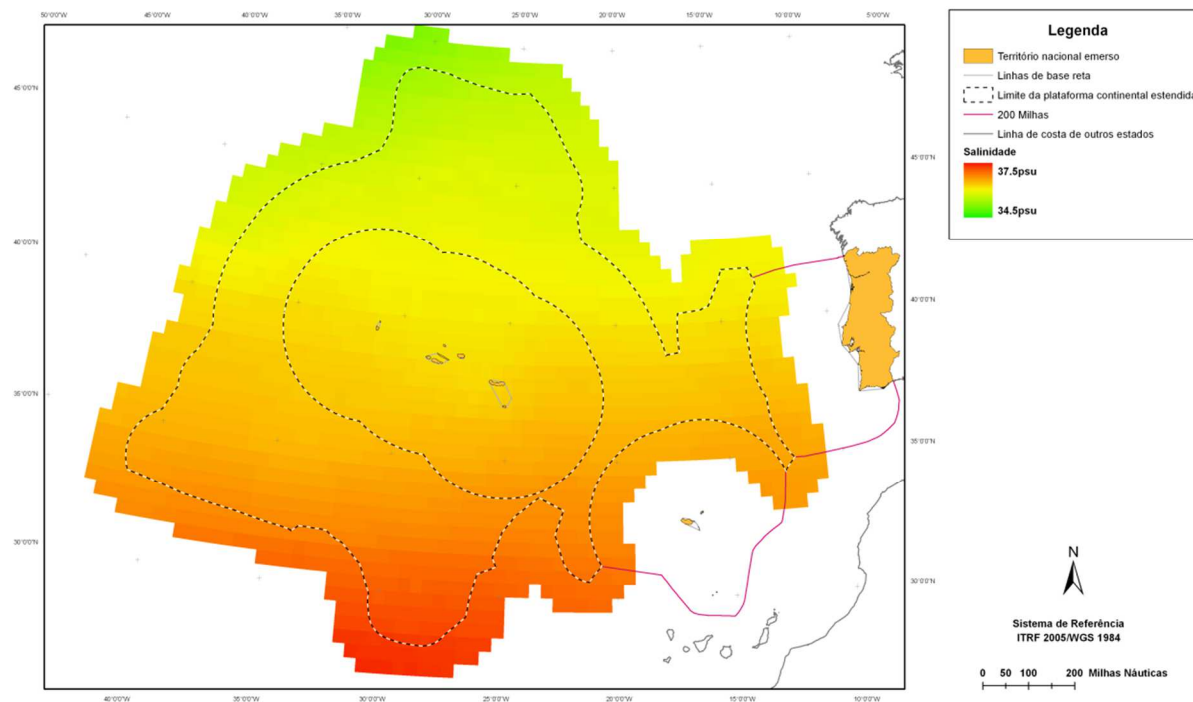 50°0'0"W 45°0'0"W 40°0'0"W 35°0'0"W 30°0'0"W 25°0'0"W 20°0'0"W 15°0'0"W 10°0'0"W 5°0'0"W
45°0'0"N
40°0'0"N
35°0'0"N
30°0'0"N
45°0'0"N
40°0'0"N
35°0'0"N
30°0'0"N
40°0'0"W 35°0'0"W 30°0'0"W 25°0'0"W 20°0'0"W 15°0'0"W 10°0'0"W
Legenda
Território nacional emerso
Linhas de base reta
Limite da plataforma continental estendida
200 Milhas
Linha de costa de outros estados
Salinidade
37.5psu
34.5psu
N
Sistema de Referência
ITRF 2005/WGS 1984
0 50 100 200 Milhas Náuticas